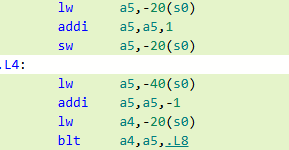 lw a5,-20(s0)
addi a5,a5,1
sw a5,-20(s0)
.L4:
lw a5,-40(s0)
addi a5,a5,-1
lw a4,-20(s0)
blt a4,a5,.L8